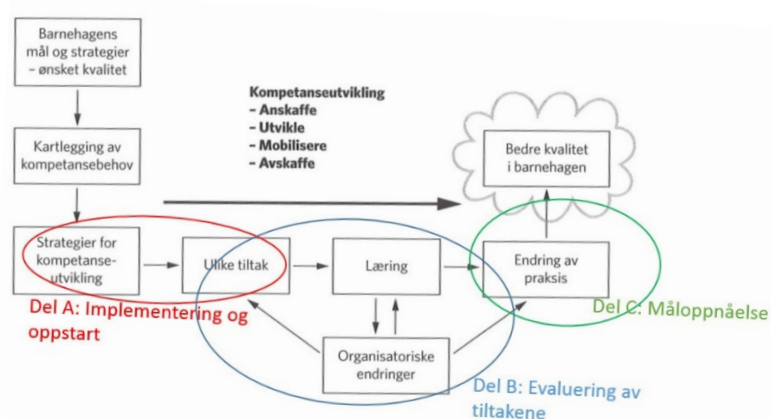 Barnehagens
mål og strategier
– ønsket kvalitet
Kartlegging av
kompetansebehov
Kompetanseutvikling
– Anskaffe
– Utvikle
– Mobilisere
– Avskaffe
Bedre kvalitet
i barnehagen
Strategier for
kompetanse-
utvikling
Ulike tiltak
Læring
Endring av
praksis
Del A: Implementering og
oppstart
Del C: Måloppnåelse
Organisatoriske
endringer
Del B: Evaluering av
tiltakene